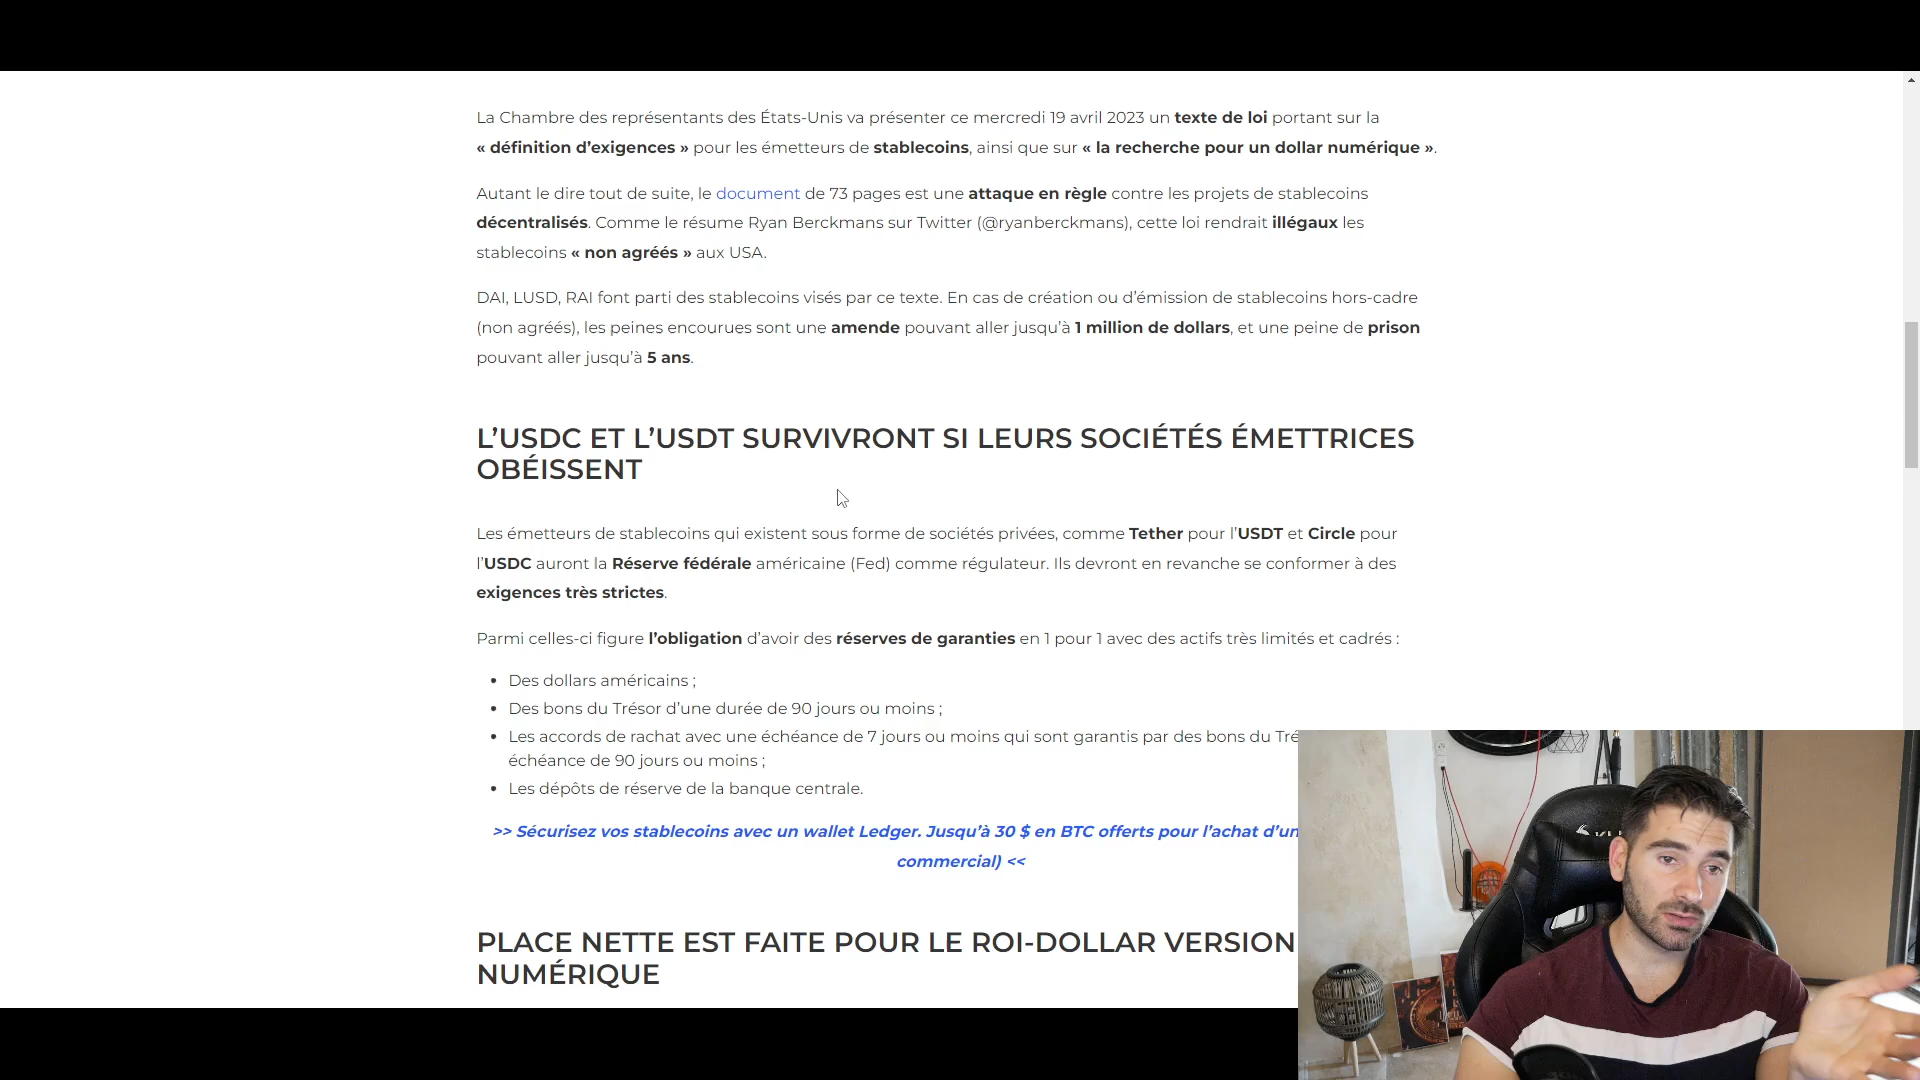 La Chambre des représentants des États-Unis va présenter ce mercredi 19 avril 2023 un texte de loi portant sur la
« définition d’exigences » pour les émetteurs de stablecoins, ainsi que sur « la recherche pour un dollar numérique ».
Autant le dire tout de suite, le document de 73 pages est une attaque en règle contre les projets de stablecoins
décentralisés. Comme le résume Ryan Berckmans sur Twitter (@ryanberckmans), cette loi rendrait illégaux les
stablecoins « non agréés » aux USA.
DAI, LUSD, RAI font parti des stablecoins visés par ce texte. En cas de création ou d’émission de stablecoins hors-cadre
(non agréés), les peines encourues sont une amende pouvant aller jusqu’à 1 million de dollars, et une peine de prison
pouvant aller jusqu’à 5 ans.
L’USDC ET L’USDT SURVIVRONT SI LEURS SOCIÉTÉS ÉMETTRICES
OBÉISSENT
Les émetteurs de stablecoins qui existent sous forme de sociétés privées, comme Tether pour l’USDT et Circle pour
l’USDC auront la Réserve fédérale américaine (Fed) comme régulateur. Ils devront en revanche se conformer à des
exigences très strictes.
Parmi celles-ci figure l’obligation d’avoir des réserves de garanties en 1 pour 1 avec des actifs très limités et cadrés :
• Des dollars américains ;
• Des bons du Trésor d’une durée de 90 jours ou moins ;
• Les accords de rachat avec une échéance de 7 jours ou moins qui sont garantis par des bons du
échéance de 90 jours ou moins ;
• Les dépôts de réserve de la banque centrale.
>> Sécurisez vos stablecoins avec un wallet Ledger. Jusqu’à 30 $ en BTC offerts pour l’achat
commercial) <<
PLACE NETTE EST FAITE POUR LE ROI-DOLLAR VERSION
NUMÉRIQUE